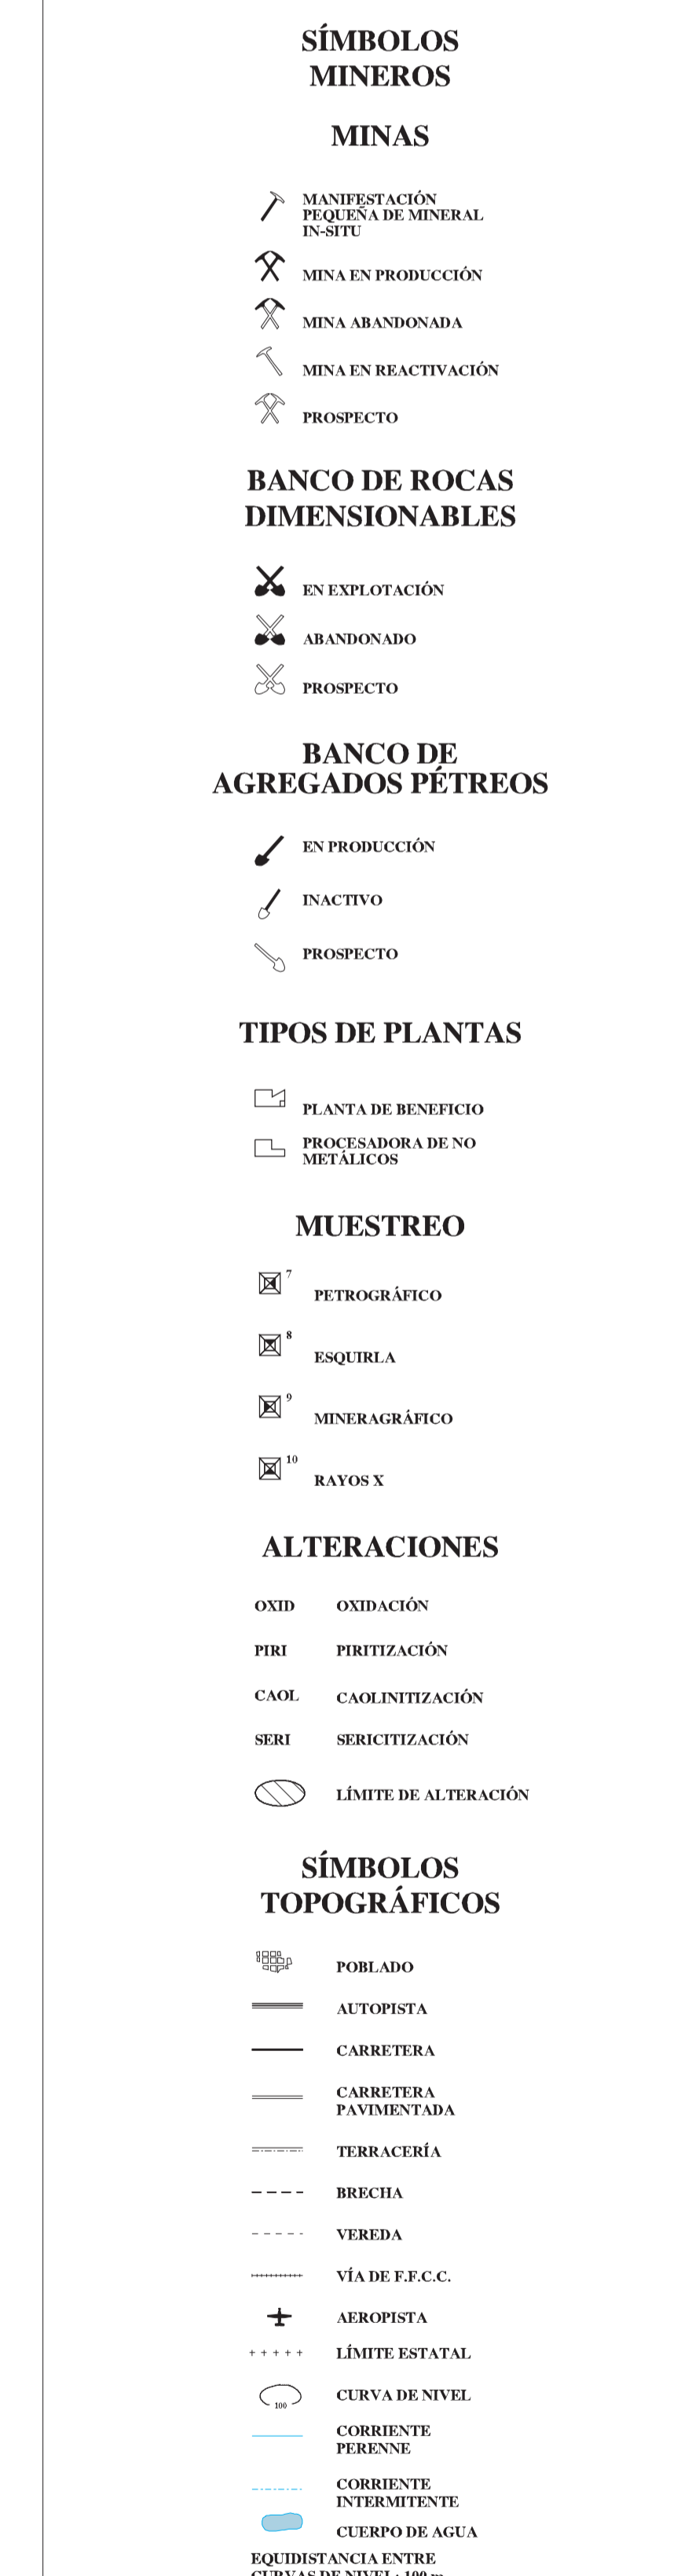 SÍMBOLOS
MINEROS
MINAS
MANIFESTACIÓN
PEQUEÑA DE MINERAL
IN-SITU
MINA EN PRODUCCIÓN
MINA ABANDONADA
MINA EN REACTIVACIÓN
PROSPECTO
BANCO DE ROCAS
DIMENSIONABLES
EN EXPLOTACIÓN
ABANDONADO
PROSPECTO
BANCO DE
AGREGADOS PÉTREOS
EN PRODUCCIÓN
INACTIVO
PROSPECTO
TIPOS DE PLANTAS
PLANTA DE BENEFICIO
PROCESADORA DE NO
METÁLICOS
MUESTREO
7
PETROGRÁFICO
8
ESQUIRLA
9
MINERAGRÁFICO
10
RAYOS X
ALTERACIONES
OXID OXIDACIÓN
PIRI PIRITIZACIÓN
CAOL CAOLINITIZACIÓN
SERI SERICITIZACIÓN
LÍMITE DE ALTERACIÓN
SÍMBOLOS
TOPOGRÁFICOS
POBLADO
AUTOPISTA
CARRETERA
CARRETERA
PAVIMENTADA
TERRACERÍA
BRECHA
VEREDA
VÍA DE F.F.C.C.
AEROPISTA
LÍMITE ESTATAL
100 CURVA DE NIVEL
CORRIENTE
PERENNE
CORRIENTE
INTERMITENTE
CUERPO DE AGUA
EQUIDISTANCIA ENTRE
CURVAS DE NIVEL: 100 m